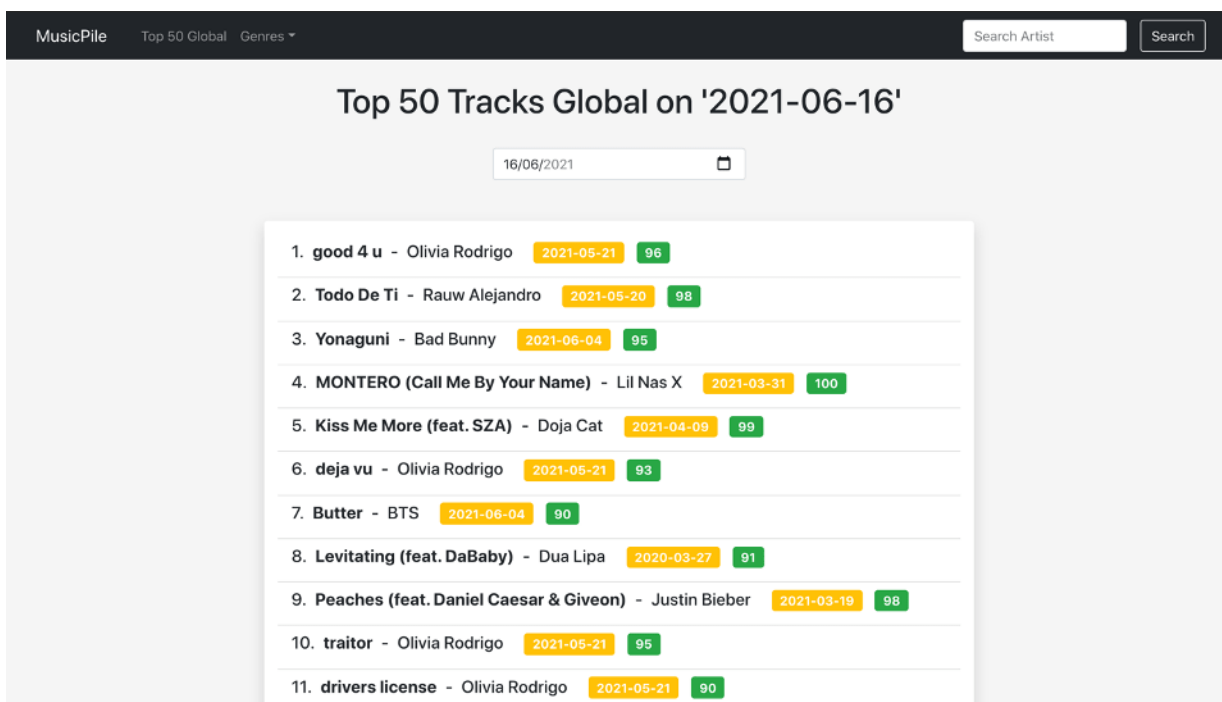 MusicPile Top 50 Global Genres Search Artist Search
Top 50 Tracks Global on '2021-06-16'
16/06/2021
1. good 4 u - Olivia Rodrigo 2021-05-21 96
2. Todo De Ti - Rauw Alejandro 2021-05-20 98
3. Yonaguni - Bad Bunny 2021-06-04 95
4. MONTERO (Call Me By Your Name) - Lil Nas X 2021-03-31 100
5. Kiss Me More (feat. SZA) - Doja Cat 2021-04-09 99
6. deja vu - Olivia Rodrigo 2021-05-21 93
7. Butter - BTS 2021-06-04 90
8. Levitating (feat. DaBaby) - Dua Lipa 2020-03-27 91
9. Peaches (feat. Daniel Caesar & Giveon) - Justin Bieber 2021-03-19 98
10. traitor - Olivia Rodrigo 2021-05-21 95
11. drivers license - Olivia Rodrigo 2021-05-21 90